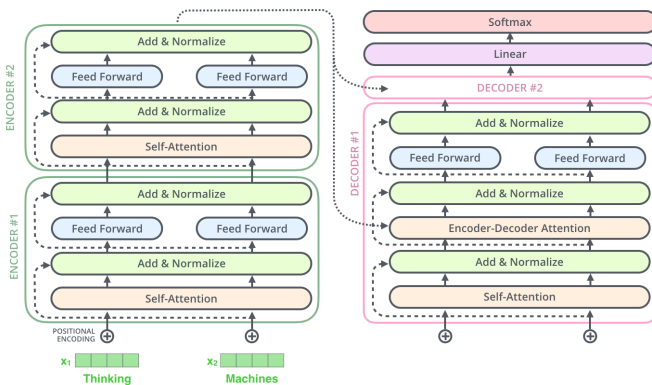 ENCODER #2
Add & Normalize
Feed Forward
Feed Forward
Add & Normalize
Self-Attention
ENCODER #1
Add & Normalize
Feed Forward
Feed Forward
Add & Normalize
Self-Attention
POSITIONAL
ENCODING
x1
x2
Thinking
Machines
Softmax
Linear
DECODER #2
DECODER #1
Add & Normalize
Feed Forward
Feed Forward
Add & Normalize
Encoder-Decoder Attention
Add & Normalize
Self-Attention